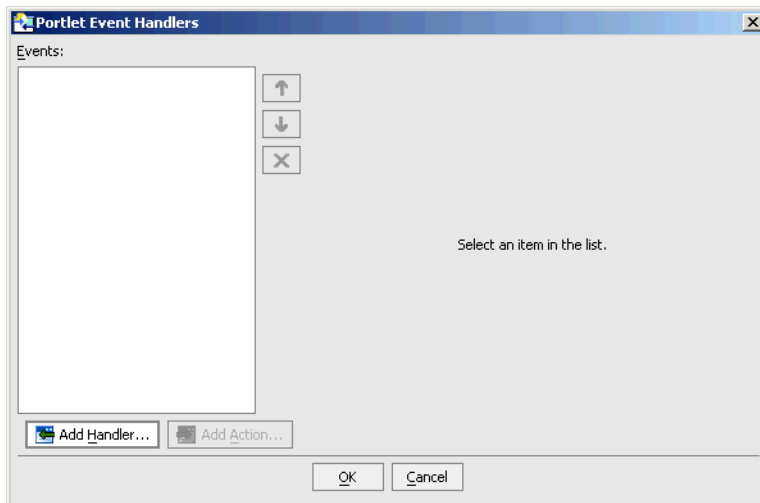 Portlet Event Handlers
Events:
Select an item in the list.
Add Handler...
Add Action...
OK
Cancel